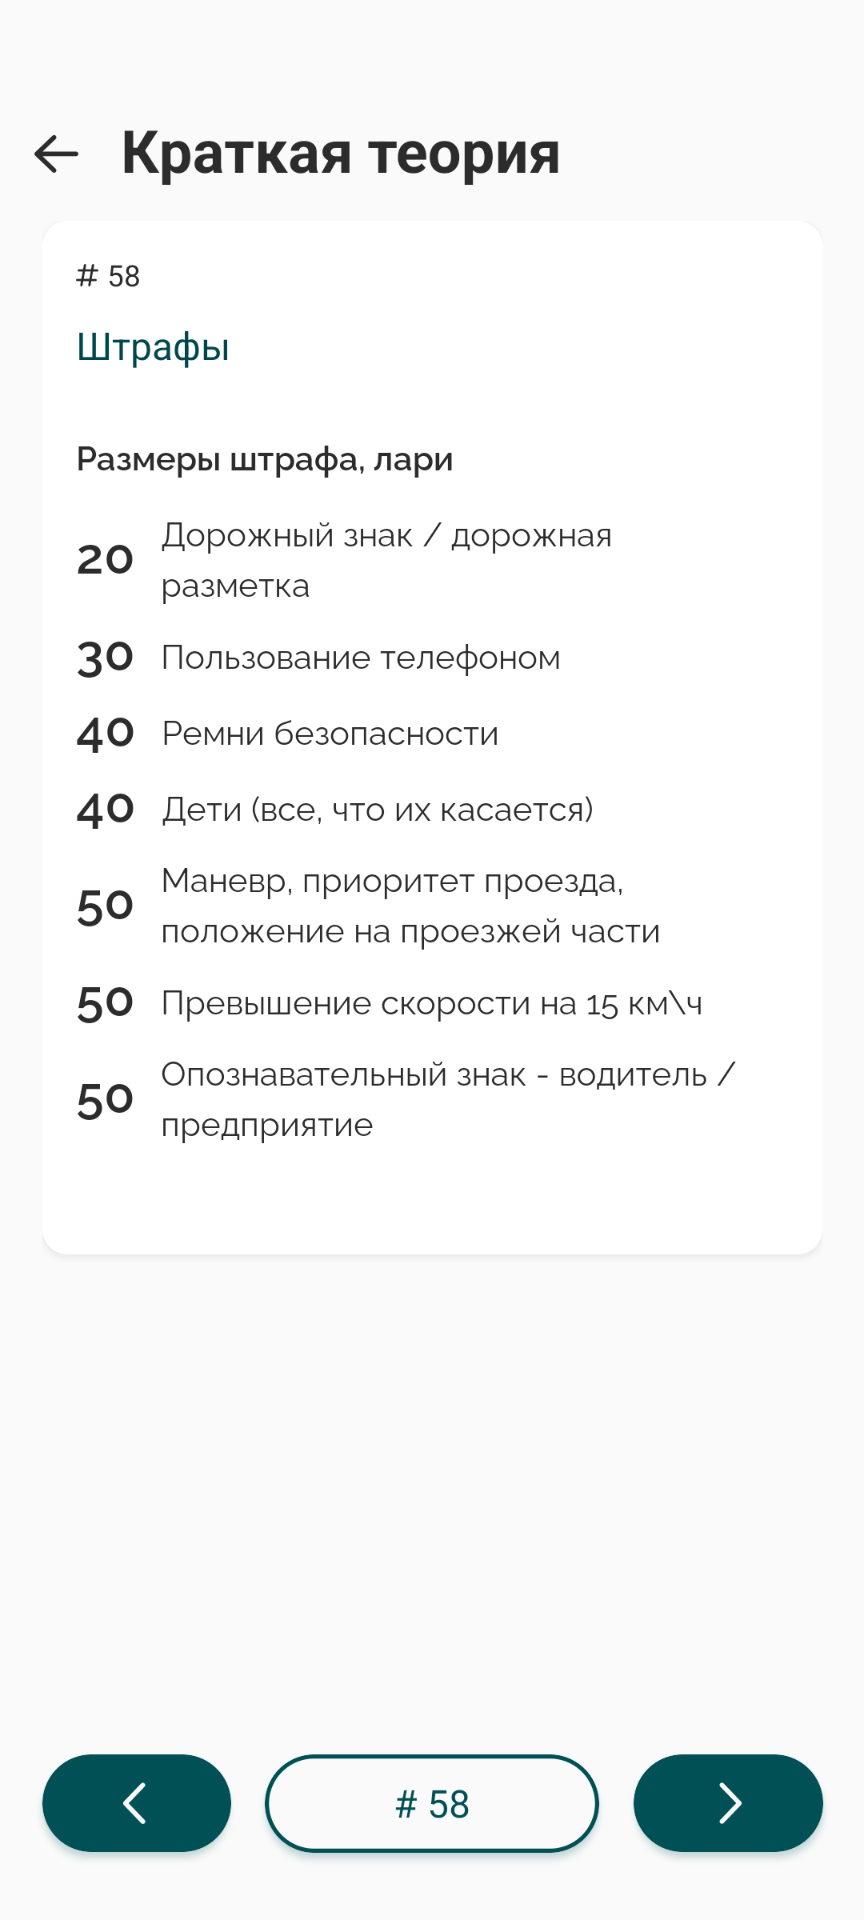 Краткая теория
# 58
Штрафы
Размеры штрафа, лари
20 Дорожный знак / дорожная
разметка
30 Пользование телефоном
40 Ремни безопасности
40 Дети (все, что их касается)
50 Маневр, приоритет проезда,
положение на проезжей части
50 Превышение скорости на 15 км\ч
50 Опознавательный знак - водитель /
предприятие
# 58